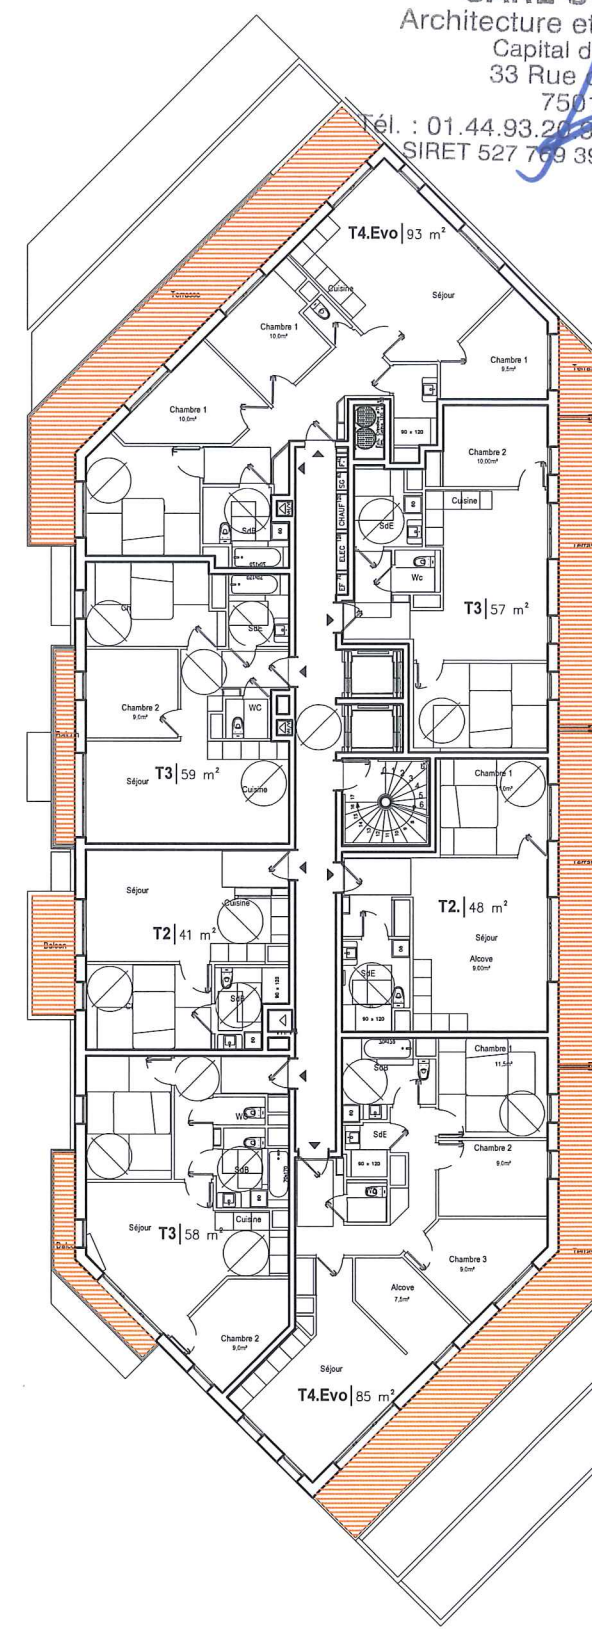 Architecture et
Capital d
33 Rue
750
Tél. : 01.44.93.20.9
SIRET 527 769 39
T4.Evo 93 m²
Cuisine
Séjour
Terrasse
Chambre 1
10,0m²
Chambre 1
9,5m²
Chambre 1
10,0m²
90 x 120
Chambre 2
10,00m²
Cuisine
SdB
SdE
SG
CHAUF
ELEC
EF
Wc
T3 57 m²
Ch
SdE
Chambre 2
9,0m²
WC
Balcon
Séjour
T3 59 m²
Cuisine
Chambre 1
Séjour
Cuisine
T2 41 m²
T2. 48 m²
Séjour
Alcove
9,00m²
Balcon
SdB
90 x 120
SdE
90 x 120
Chambre 1
11,5m²
SdB
WC
SdE
Chambre 2
9,0m²
SdB
90 x 120
Séjour
T3 58 m²
Cuisine
Chambre 3
9,0m²
Alcove
7,5m²
Chambre 2
9,0m²
Séjour
T4.Evo 85 m²